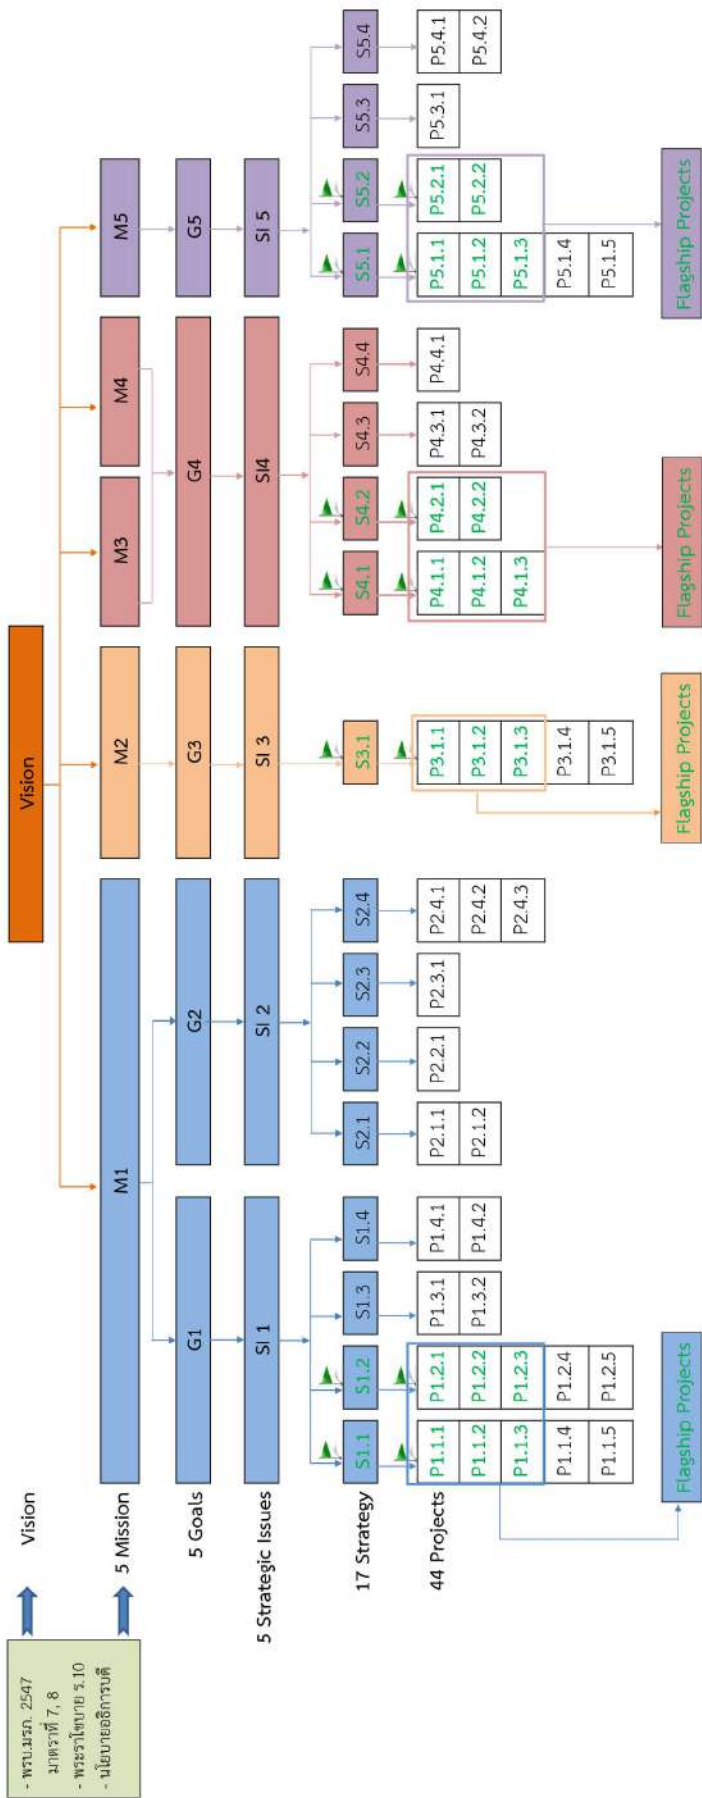 - พรบ.มรภ. 2547
มาตราที่ 7, 8
- พระราโชบาย ร.10
- นโยบายอธิการบดี
Vision
Vision
5 Mission
M1
M2
M3
M4
M5
5 Goals
G1
G2
G3
G4
G5
5 Strategic Issues
SI 1
SI 2
SI 3
SI4
SI 5
17 Strategy
S1.1
S1.2
S1.3
S1.4
S2.1
S2.2
S2.3
S2.4
S3.1
S4.1
S4.2
S4.3
S4.4
S5.1
S5.2
S5.3
S5.4
44 Projects
P1.1.1
P1.1.2
P1.1.3
P1.1.4
P1.1.5
P1.2.1
P1.2.2
P1.2.3
P1.2.4
P1.2.5
P1.3.1
P1.3.2
P1.4.1
P1.4.2
P2.1.1
P2.1.2
P2.2.1
P2.3.1
P2.4.1
P2.4.2
P2.4.3
P3.1.1
P3.1.2
P3.1.3
P3.1.4
P3.1.5
P4.1.1
P4.1.2
P4.1.3
P4.2.1
P4.2.2
P4.3.1
P4.3.2
P4.4.1
P5.1.1
P5.1.2
P5.1.3
P5.1.4
P5.1.5
P5.2.1
P5.2.2
P5.3.1
P5.4.1
P5.4.2
Flagship Projects
Flagship Projects
Flagship Projects
Flagship Projects